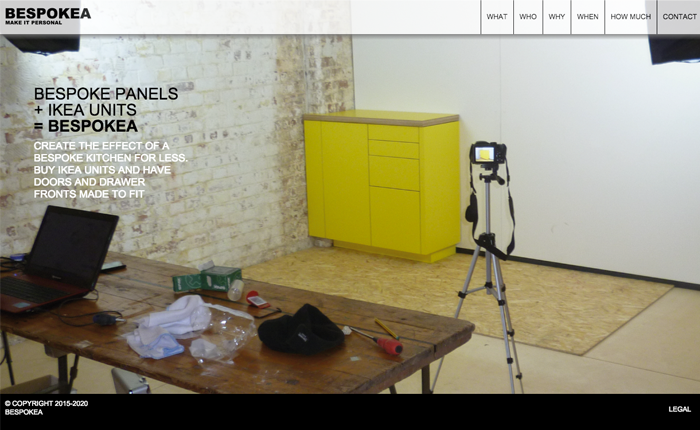 BESPOKEA
MAKE IT PERSONAL
WHAT
WHO
WHY
WHEN
HOW MUCH
CONTACT
BESPOKE PANELS
+ IKEA UNITS
= BESPOKEA
CREATE THE EFFECT OF A
BESPOKE KITCHEN FOR LESS.
BUY IKEA UNITS AND HAVE
DOORS AND DRAWER
FRONTS MADE TO FIT
© COPYRIGHT 2015-2020
BESPOKEA
LEGAL